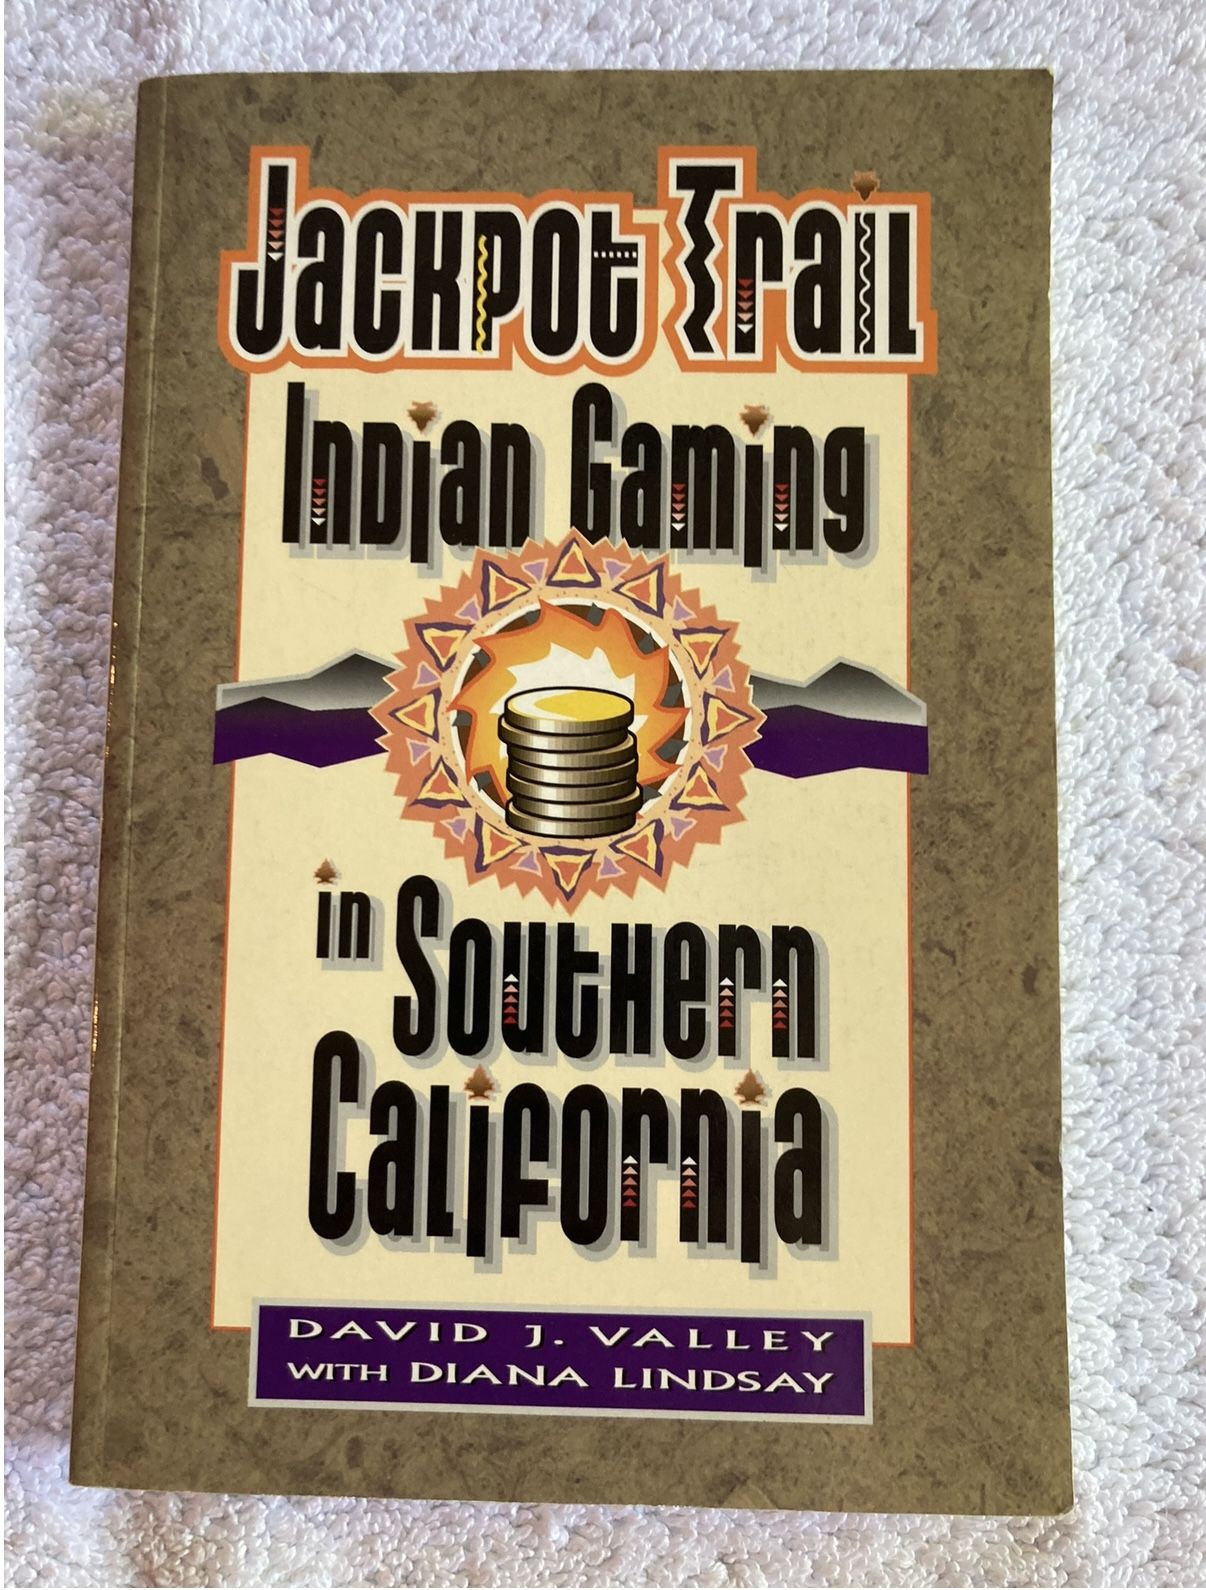 Jackpot Trail
Indian Gaming
in Southern
California
DAVID J. VALLEY
WITH DIANA LINDSAY